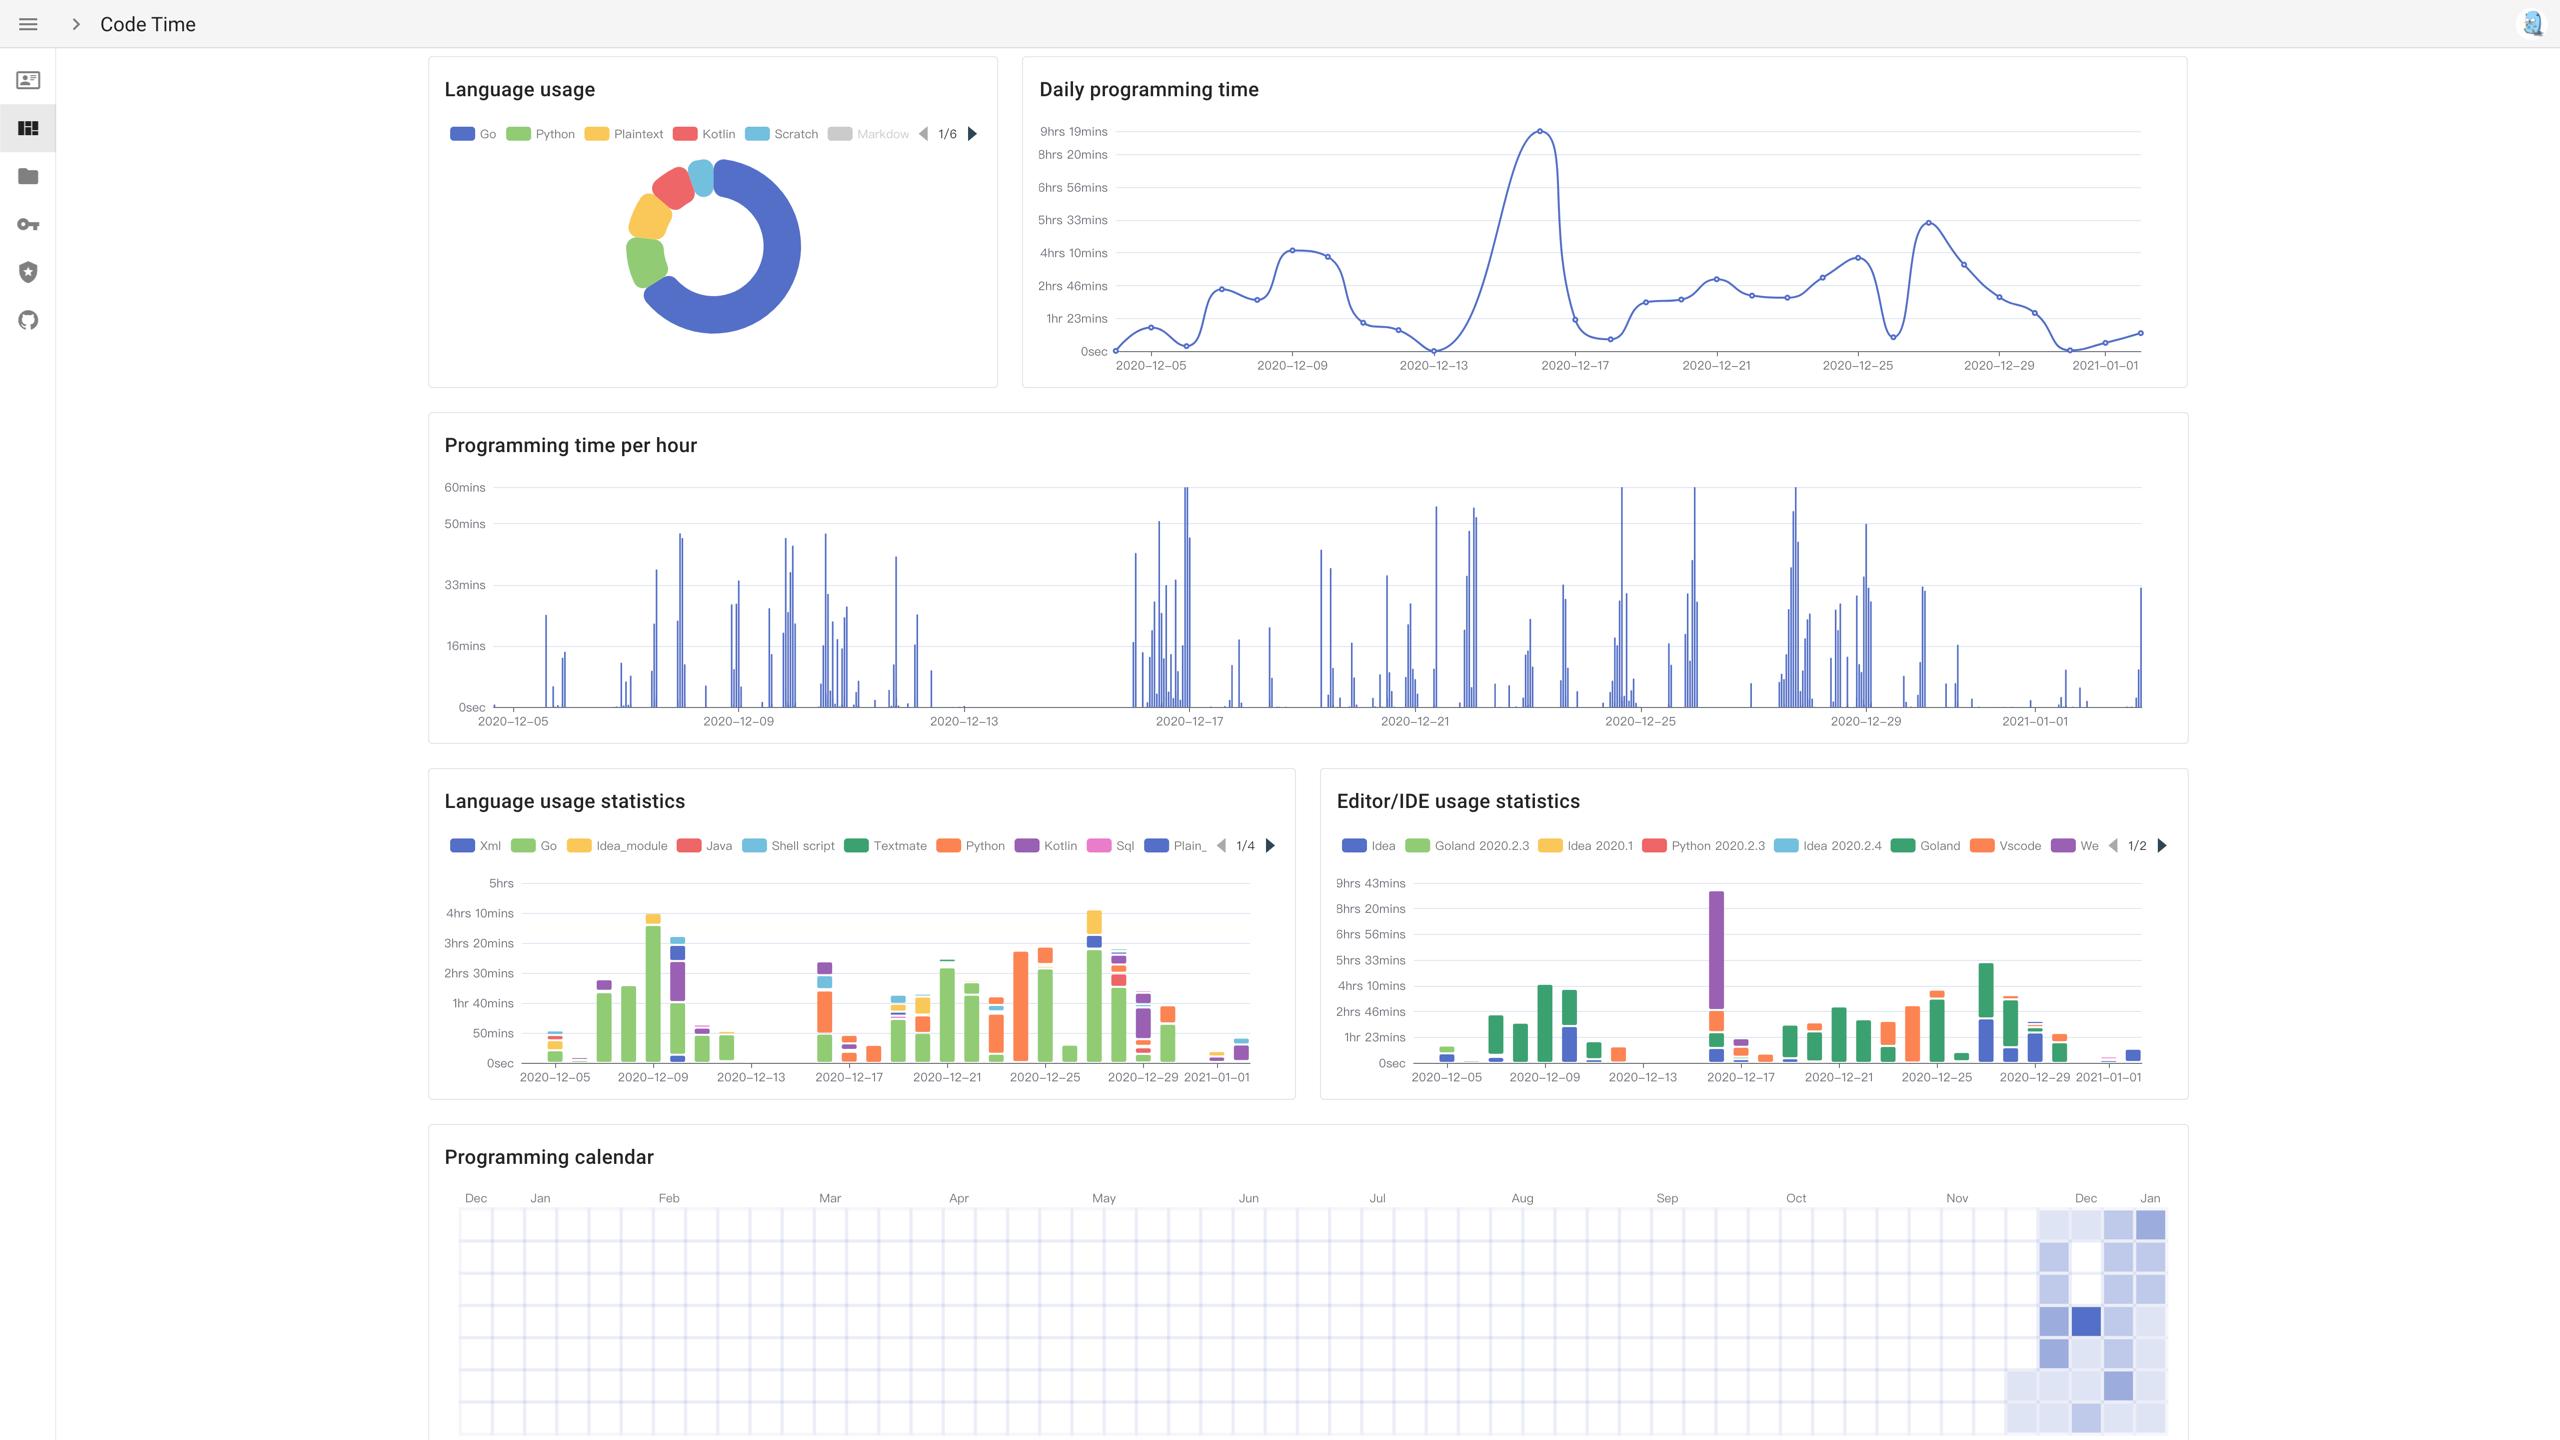 Code Time
Language usage
Go Python Plaintext Kotlin Scratch Markdow 1/6
Daily programming time
9hrs 19mins
8hrs 20mins
6hrs 56mins
5hrs 33mins
4hrs 10mins
2hrs 46mins
1hr 23mins
0sec
2020-12-05 2020-12-09 2020-12-13 2020-12-17 2020-12-21 2020-12-25 2020-12-29 2021-01-01
Programming time per hour
60mins
50mins
33mins
16mins
0sec
2020-12-05 2020-12-09 2020-12-13 2020-12-17 2020-12-21 2020-12-25 2020-12-29 2021-01-01
Language usage statistics
Xml Go Idea_module Java Shell script Textmate Python Kotlin Sql Plain_ 1/4
5hrs
4hrs 10mins
3hrs 20mins
2hrs 30mins
1hr 40mins
50mins
0sec
2020-12-05 2020-12-09 2020-12-13 2020-12-17 2020-12-21 2020-12-25 2020-12-29 2021-01-01
Editor/IDE usage statistics
Idea Goland 2020.2.3 Idea 2020.1 Python 2020.2.3 Idea 2020.2.4 Goland Vscode We 1/2
9hrs 43mins
8hrs 20mins
6hrs 56mins
5hrs 33mins
4hrs 10mins
2hrs 46mins
1hr 23mins
0sec
2020-12-05 2020-12-09 2020-12-13 2020-12-17 2020-12-21 2020-12-25 2020-12-29 2021-01-01
Programming calendar
Dec Jan Feb Mar Apr May Jun Jul Aug Sep Oct Nov Dec Jan